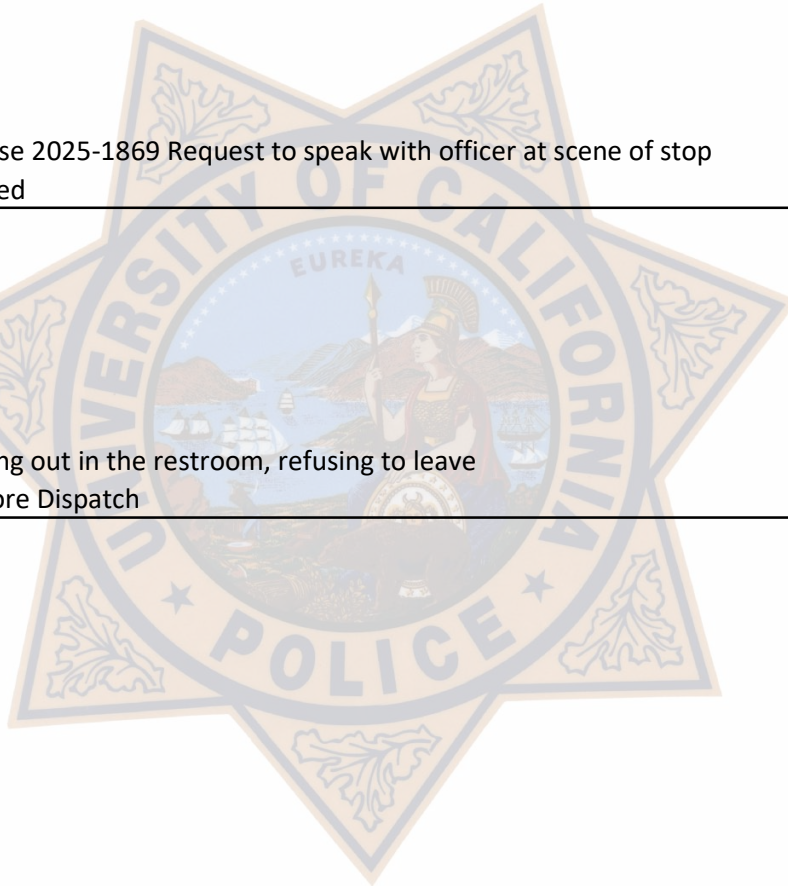 se 2025-1869 Request to speak with officer at scene of stop
ed
UNIVERSITY OF CALIFORNIA
EUREKA
ng out in the restroom, refusing to leave
ore Dispatch
POLICE